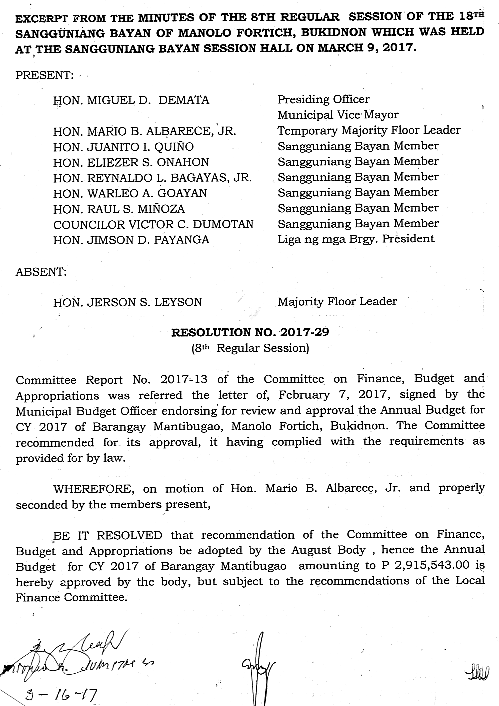 EXCERPT FROM THE MINUTES OF THE 8TH REGULAR SESSION OF THE 18TH
SANGGUNIANG BAYAN OF MANOLO FORTICH, BUKIDNON WHICH WAS HELD
AT THE SANGGUNIANG BAYAN SESSION HALL ON MARCH 9, 2017.
PRESENT:
HON. MIGUEL D. DEMATA Presiding Officer
Municipal Vice Mayor
HON. MARIO B. ALBARECE, JR. Temporary Majority Floor Leader
HON. JUANITO I. QUIÑO Sangguniang Bayan Member
HON. ELIEZER S. ONAHON Sangguniang Bayan Member
HON. REYNALDO L. BAGAYAS, JR. Sangguniang Bayan Member
HON. WARLEO A. GOAYAN Sangguniang Bayan Member
HON. RAUL S. MIÑOZA Sangguniang Bayan Member
COUNCILOR VICTOR C. DUMOTAN Sangguniang Bayan Member
HON. JIMSON D. PAYANGA Liga ng mga Brgy. President
ABSENT:
HON. JERSON S. LEYSON Majority Floor Leader
RESOLUTION NO. 2017-29
(8th Regular Session)
Committee Report No. 2017-13 of the Committee on Finance, Budget and
Appropriations was referred the letter of, February 7, 2017, signed by the
Municipal Budget Officer endorsing for review and approval the Annual Budget for
CY 2017 of Barangay Mantibugao, Manolo Fortich, Bukidnon. The Committee
recommended for its approval, it having complied with the requirements as
provided for by law.
WHEREFORE, on motion of Hon. Mario B. Albarece, Jr. and properly
seconded by the members present,
BE IT RESOLVED that recommendation of the Committee on Finance,
Budget and Appropriations be adopted by the August Body , hence the Annual
Budget for CY 2017 of Barangay Mantibugao amounting to P 2,915,543.00 is
hereby approved by the body, but subject to the recommendations of the Local
Finance Committee.
3-16-17